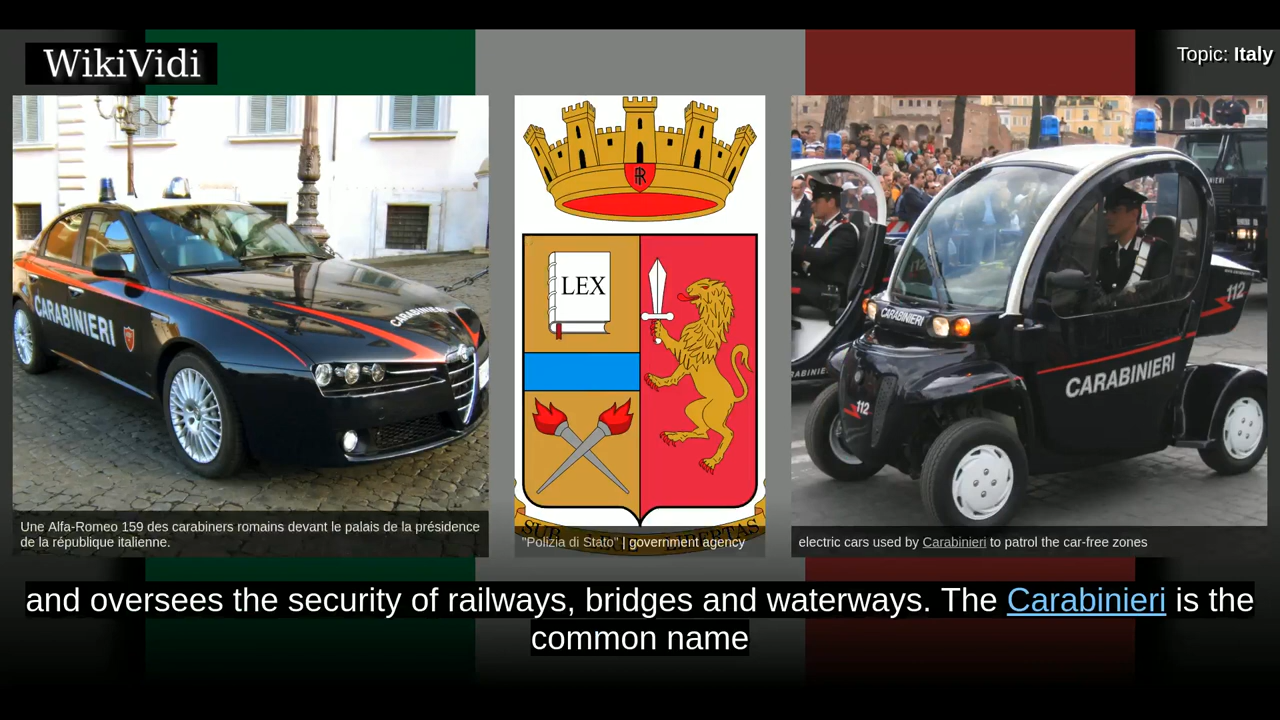 WikiVidi
Topic: Italy
CARABINIERI
CARABINIERI
LEX
CARABINIERI
112
CARABINIERI
112
Une Alfa-Romeo 159 des carabiners romains devant le palais de la présidence
de la république italienne.
SUB LIBERTAS
"Polizia di Stato" | government agency
electric cars used by Carabinieri to patrol the car-free zones
and oversees the security of railways, bridges and waterways. The Carabinieri is the
common name